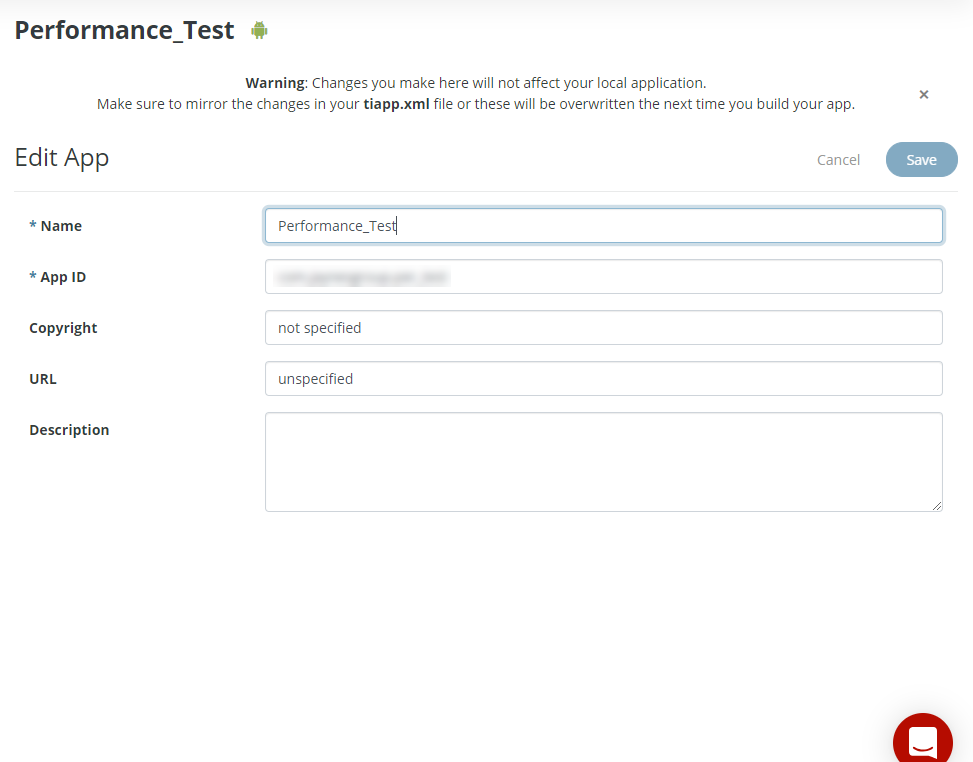 Performance_Test
Warning: Changes you make here will not affect your local application.
Make sure to mirror the changes in your tiapp.xml file or these will be overwritten the next time you build your app.
×
Edit App
Cancel
Save
* Name
Performance_Test
* App ID
Copyright
not specified
URL
unspecified
Description